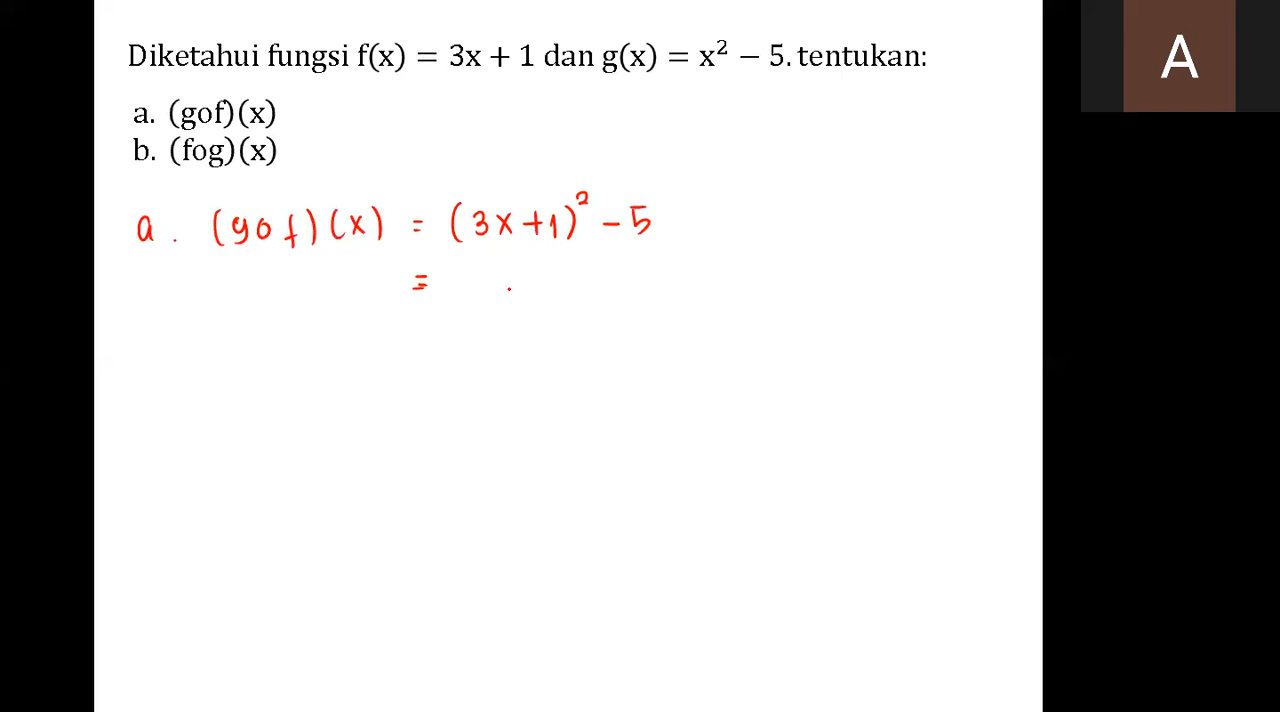 Diketahui fungsi f(x) = 3x + 1 dan g(x) = x² − 5. tentukan:
A
a. (gof)(x)
b. (fog)(x)
a. (gof)(x) = (3x+1)² − 5
=